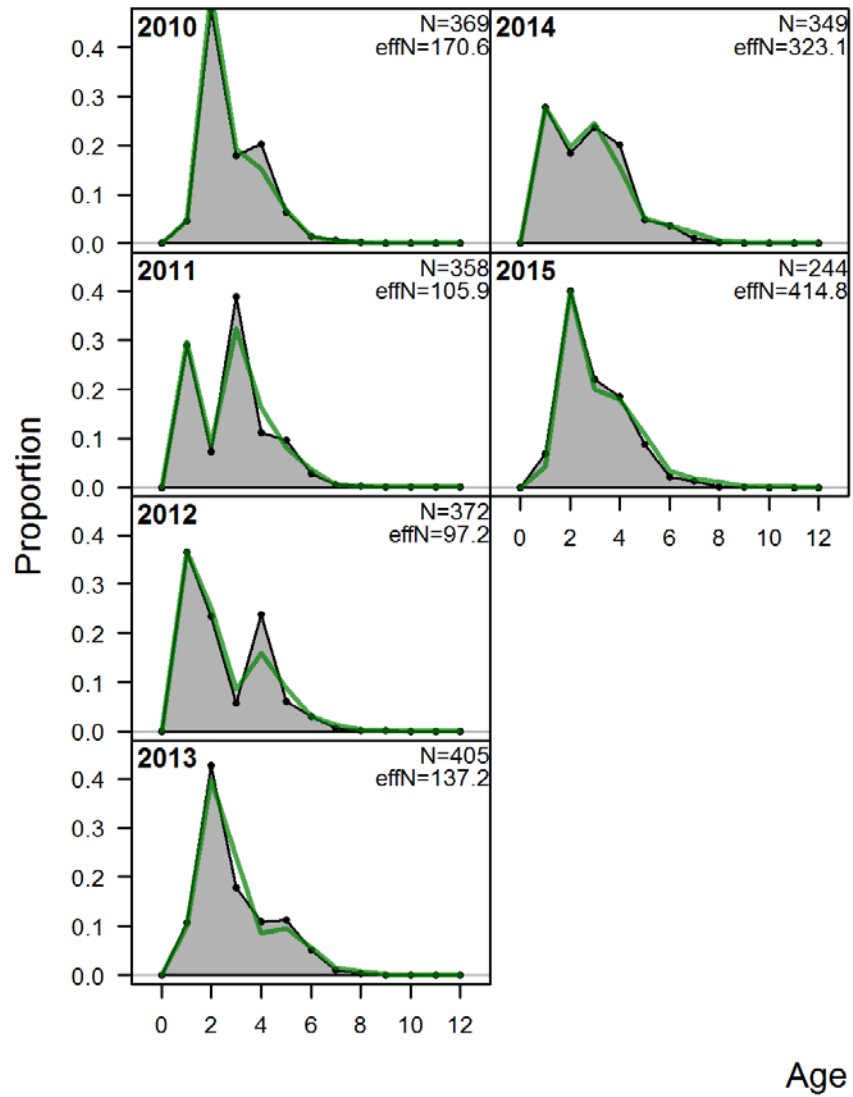 2010
N=369
effN=170.6
0.4
0.3
0.2
0.1
0.0
2014
N=349
effN=323.1
2011
N=358
effN=105.9
0.4
0.3
0.2
0.1
0.0
2015
N=244
effN=414.8
0 2 4 6 8 10 12
2012
N=372
effN=97.2
0.4
0.3
0.2
0.1
0.0
2013
N=405
effN=137.2
0.4
0.3
0.2
0.1
0.0
0 2 4 6 8 10 12
Proportion
Age